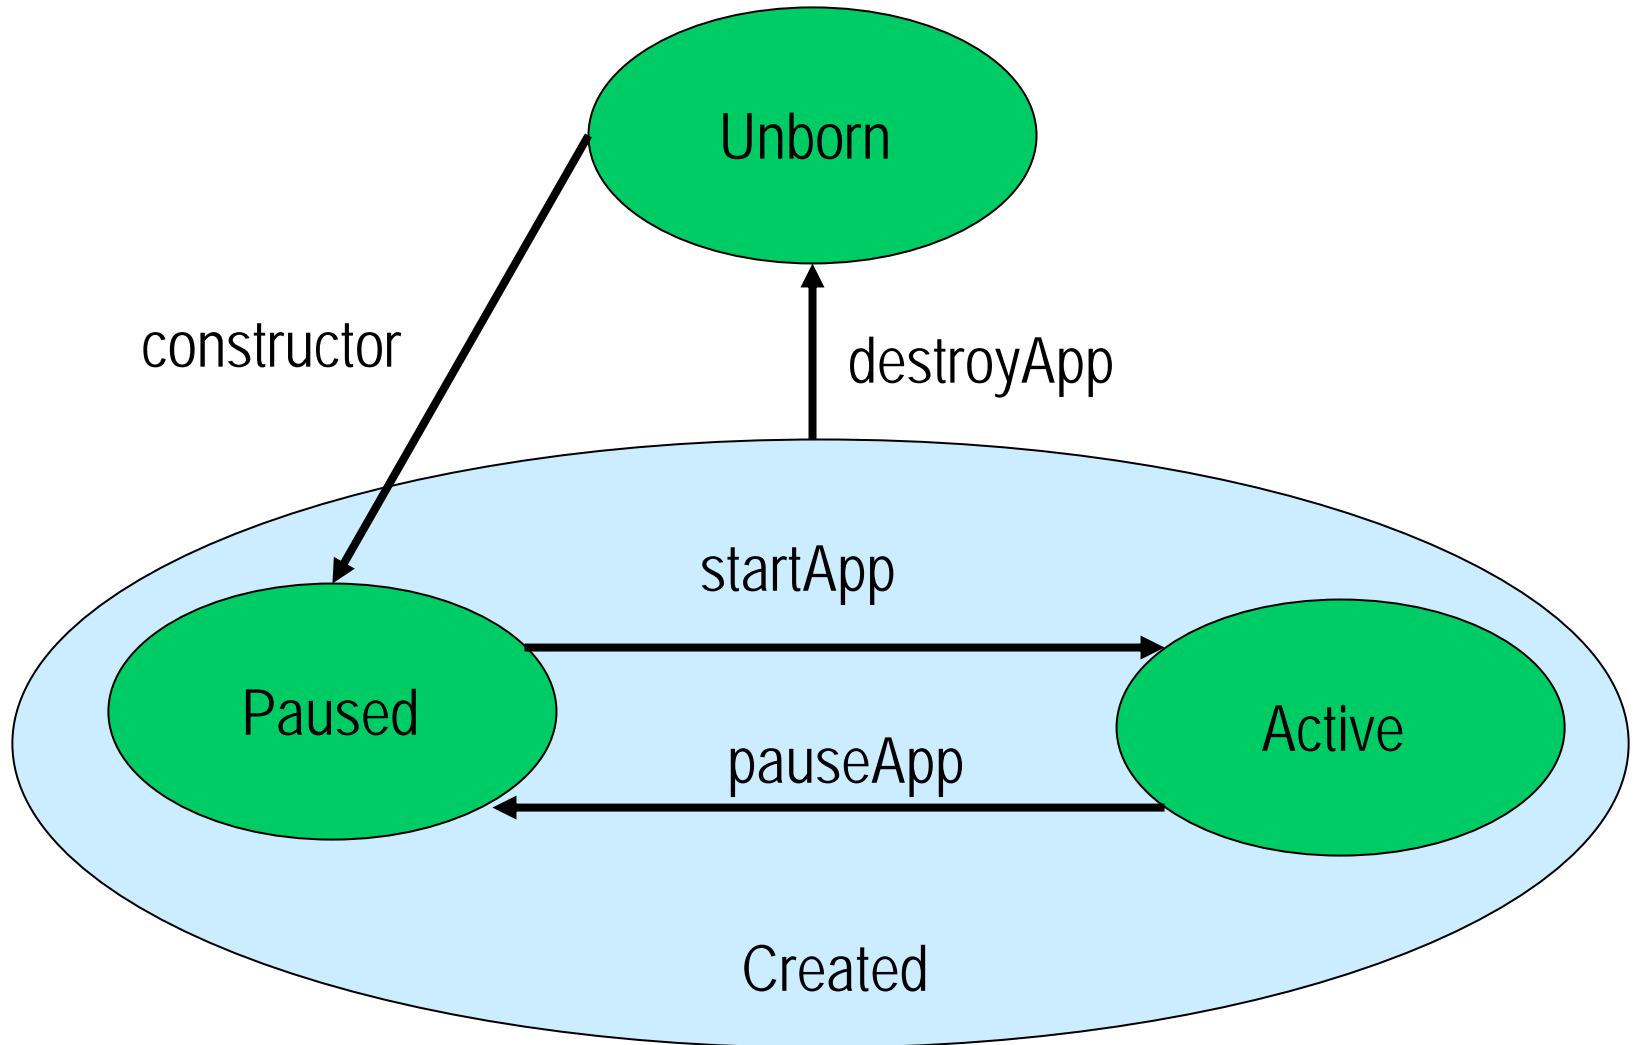 Unborn
constructor
destroyApp
startApp
Paused
Active
pauseApp
Created